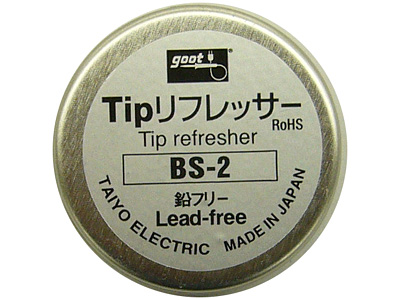 goot
Tipリフレッサー
RoHS
Tip refresher
BS-2
鉛フリー
Lead-free
TAIYO ELECTRIC MADE IN JAPAN